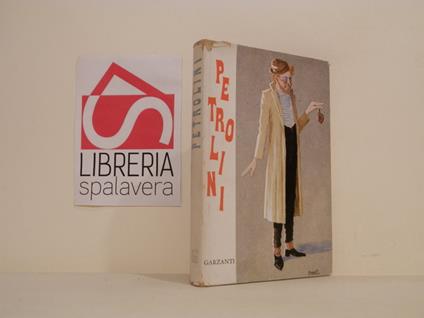 LIBRERIA
spalavera
PETROLINI
PETROLINI
GARZANTI